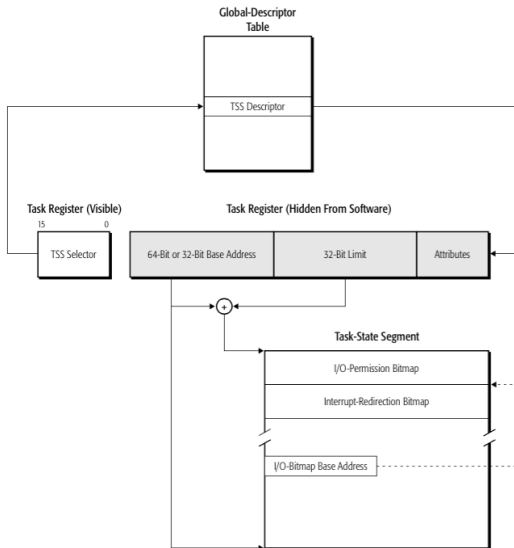 Global-Descriptor
Table
TSS Descriptor
Task Register (Visible)
Task Register (Hidden From Software)
15
0
TSS Selector
64-Bit or 32-Bit Base Address
32-Bit Limit
Attributes
+
Task-State Segment
I/O-Permission Bitmap
Interrupt-Redirection Bitmap
I/O-Bitmap Base Address